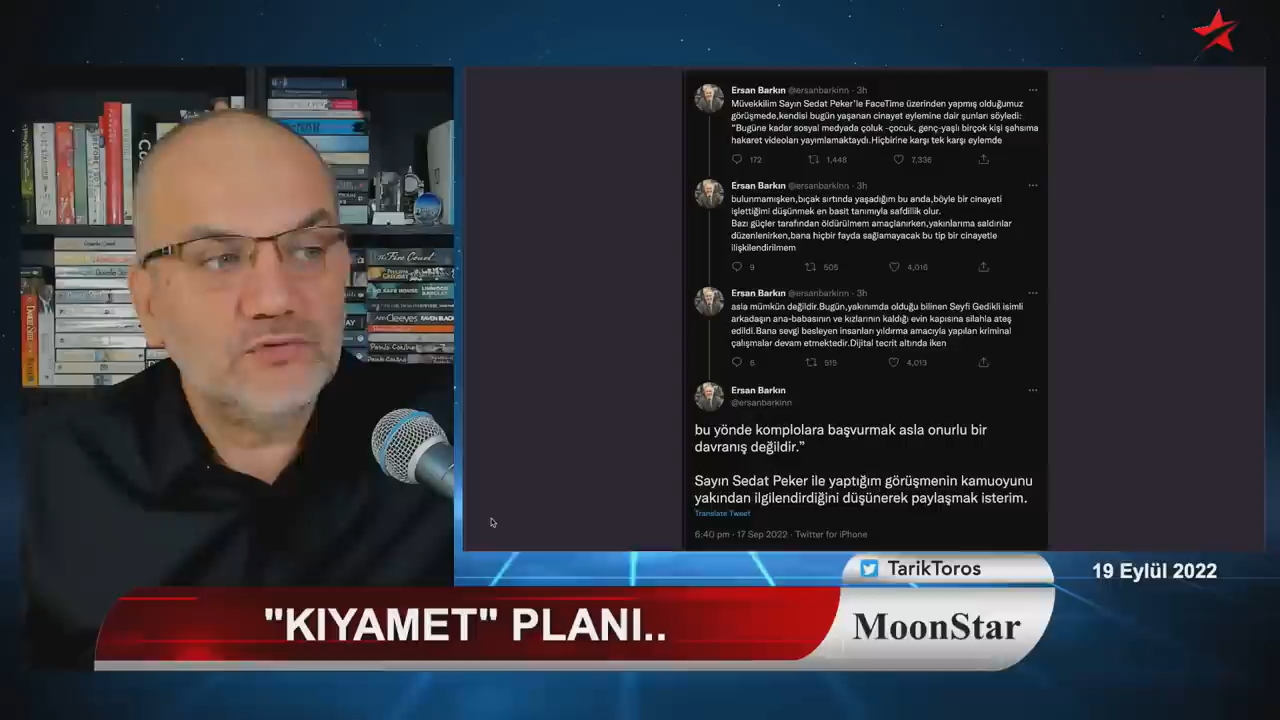 Ersan Barkın @ersanbarkinn · 3h
Müvekkilim Sayın Sedat Peker'le FaceTime üzerinden yapmış olduğumuz
görüşmede,kendisi bugün yaşanan cinayet eylemine dair şunları söyledi:
"Bugüne kadar sosyal medyada çoluk -çocuk, genç-yaşlı birçok kişi şahsıma
hakaret videoları yayımlamaktaydı.Hiçbirine karşı tek karşı eylemde
172 1,448 7,336
Ersan Barkın @ersanbarkinn · 3h
bulunmamışken,bıçak sırtında yaşadığım bu anda,böyle bir cinayeti
işlettiğimi düşünmek en basit tanımıyla safdillik olur.
Bazı güçler tarafından öldürülmem amaçlanırken,yakınlarıma saldırılar
düzenlenirken,bana hiçbir fayda sağlamayacak bu tip bir cinayetle
ilişkilendirilmem
9 505 4,016
Ersan Barkın @ersanbarkinn · 3h
asla mümkün değildir.Bugün,yakınımda olduğu bilinen Seyfi Gedikli isimli
arkadaşın ana-babasının ve kızlarının kaldığı evin kapısına silahla ateş
edildi.Bana sevgi besleyen insanları yıldırma amacıyla yapılan kriminal
çalışmalar devam etmektedir.Dijital tecrit altında iken
6 515 4,013
Ersan Barkın
@ersanbarkinn
bu yönde komplolara başvurmak asla onurlu bir
davranış değildir."
Sayın Sedat Peker ile yaptığım görüşmenin kamuoyunu
yakından ilgilendirdiğini düşünerek paylaşmak isterim.
Translate Tweet
6:40 pm · 17 Sep 2022 · Twitter for iPhone
TarikToros
19 Eylül 2022
"KIYAMET" PLANI..
MoonStar